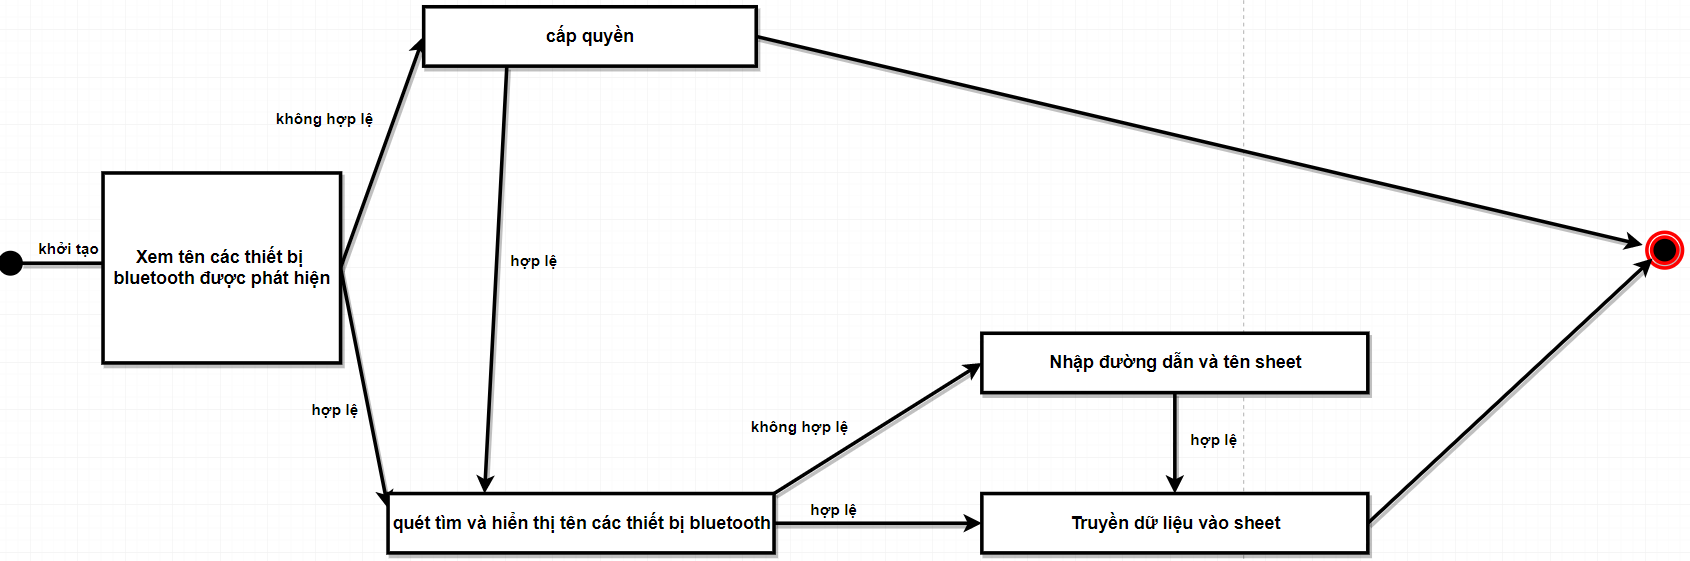 cấp quyền
không hợp lệ
khởi tạo
Xem tên các thiết bị
bluetooth được phát hiện
hợp lệ
Nhập đường dẫn và tên sheet
hợp lệ
không hợp lệ
hợp lệ
hợp lệ
quét tìm và hiển thị tên các thiết bị bluetooth
Truyền dữ liệu vào sheet